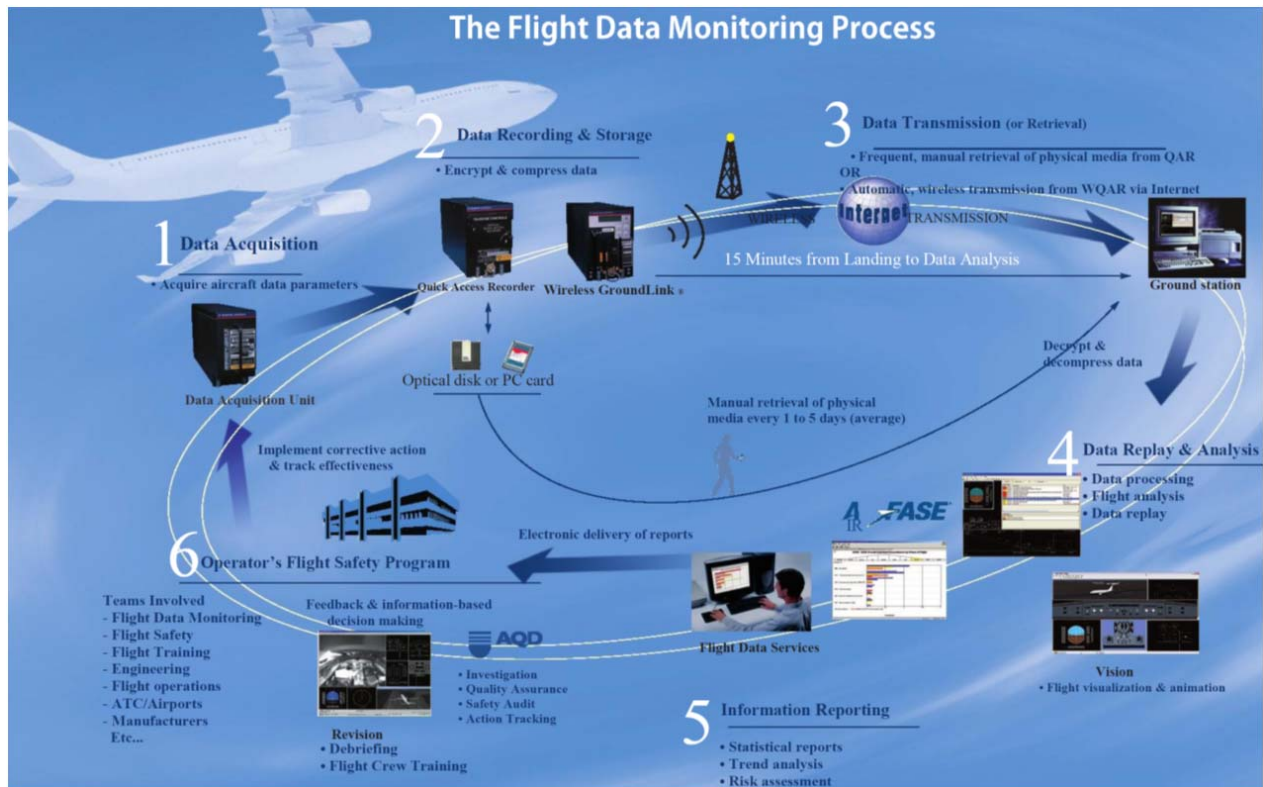 The Flight Data Monitoring Process
1 Data Acquisition
• Acquire aircraft data parameters
Data Acquisition Unit
2 Data Recording & Storage
• Encrypt & compress data
Quick Access Recorder
Wireless GroundLink ®
Optical disk or PC card
3 Data Transmission (or Retrieval)
• Frequent, manual retrieval of physical media from QAR
OR
• Automatic, wireless transmission from WQAR via Internet
WIRELESS
Internet
TRANSMISSION
15 Minutes from Landing to Data Analysis
Ground station
Decrypt &
decompress data
Manual retrieval of physical
media every 1 to 5 days (average)
4 Data Replay & Analysis
• Data processing
• Flight analysis
• Data replay
AIR FASE
Vision
• Flight visualization & animation
Flight Data Services
5 Information Reporting
• Statistical reports
• Trend analysis
• Risk assessment
Electronic delivery of reports
Implement corrective action
& track effectiveness
6 Operator's Flight Safety Program
Teams Involved
- Flight Data Monitoring
- Flight Safety
- Flight Training
- Engineering
- Flight operations
- ATC/Airports
- Manufacturers
Etc...
Feedback & information-based
decision making
Revision
• Debriefing
• Flight Crew Training
AQD
• Investigation
• Quality Assurance
• Safety Audit
• Action Tracking